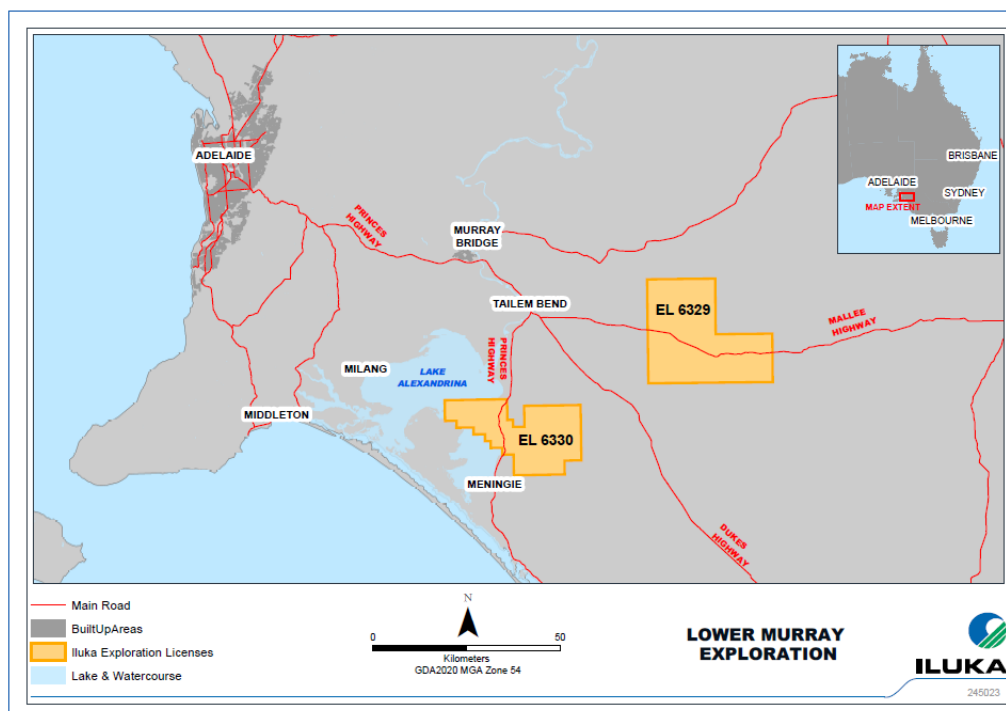 ADELAIDE
PRINCES
HIGHWAY
MURRAY
BRIDGE
TAILEM BEND
EL 6329
MALLEE
HIGHWAY
PRINCES
HIGHWAY
MILANG
LAKE
ALEXANDRINA
MIDDLETON
EL 6330
MENINGIE
DUKES
HIGHWAY
BRISBANE
ADELAIDE
SYDNEY
MAP EXTENT
MELBOURNE
Main Road
BuiltUpAreas
Iluka Exploration Licenses
Lake & Watercourse
N
0 50
Kilometers
GDA2020 MGA Zone 54
LOWER MURRAY
EXPLORATION
ILUKA
245023